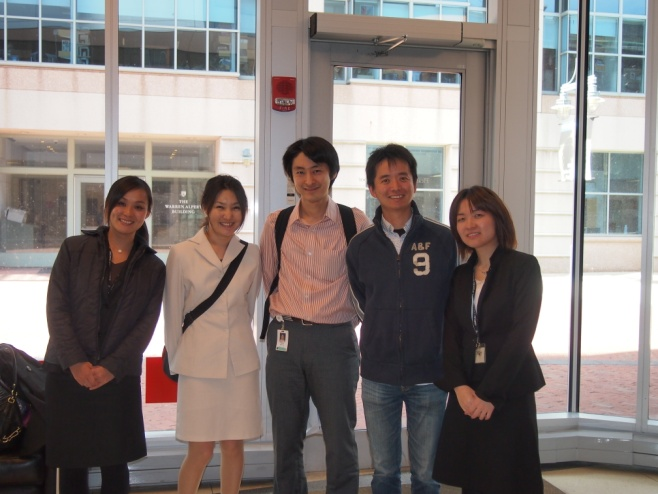 THE
WARREN ALPERT
BUILDING
A&F
9